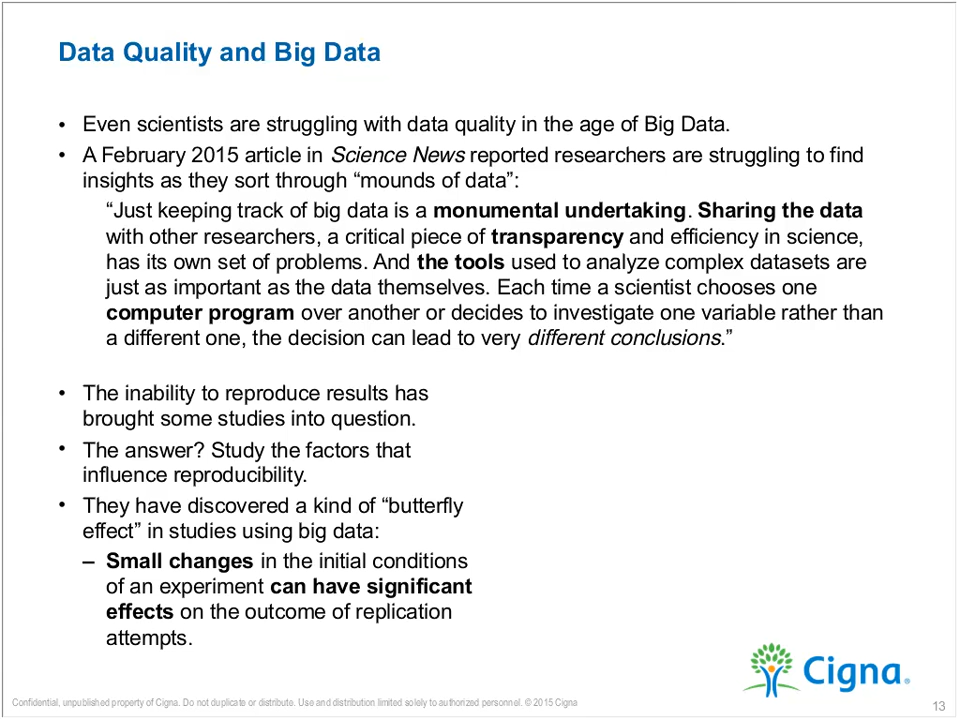 Data Quality and Big Data
• Even scientists are struggling with data quality in the age of Big Data.
• A February 2015 article in Science News reported researchers are struggling to find
insights as they sort through “mounds of data”:
“Just keeping track of big data is a monumental undertaking. Sharing the data
with other researchers, a critical piece of transparency and efficiency in science,
has its own set of problems. And the tools used to analyze complex datasets are
just as important as the data themselves. Each time a scientist chooses one
computer program over another or decides to investigate one variable rather than
a different one, the decision can lead to very different conclusions.”
• The inability to reproduce results has
brought some studies into question.
• The answer? Study the factors that
influence reproducibility.
• They have discovered a kind of “butterfly
effect” in studies using big data:
– Small changes in the initial conditions
of an experiment can have significant
effects on the outcome of replication
attempts.
Cigna®
Confidential, unpublished property of Cigna. Do not duplicate or distribute. Use and distribution limited solely to authorized personnel. © 2015 Cigna
13